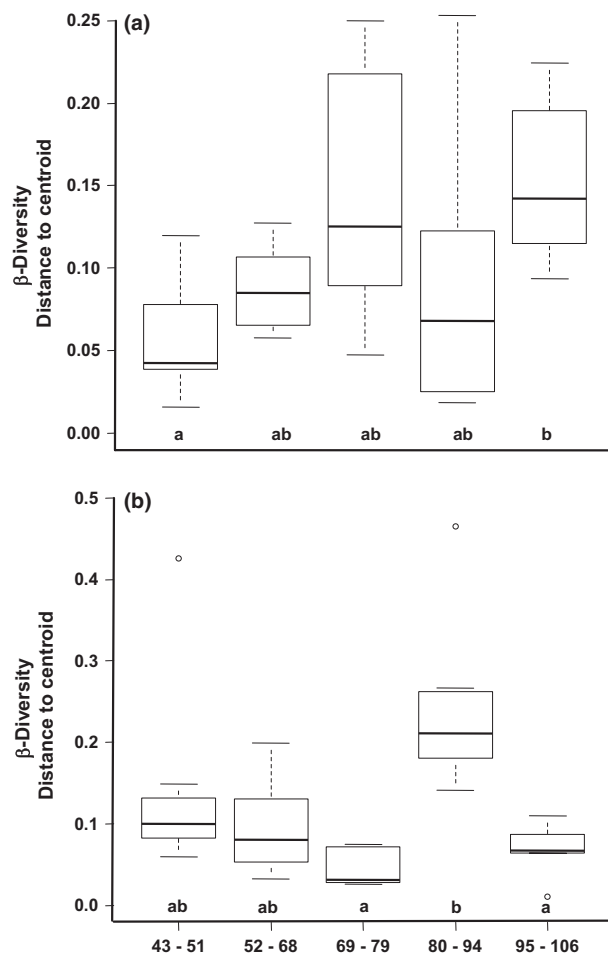 (a)
β-Diversity
Distance to centroid
0.25
0.20
0.15
0.10
0.05
0.00
a ab ab ab b
(b)
β-Diversity
Distance to centroid
0.5
0.4
0.3
0.2
0.1
0.0
ab ab a b a
43 - 51 52 - 68 69 - 79 80 - 94 95 - 106